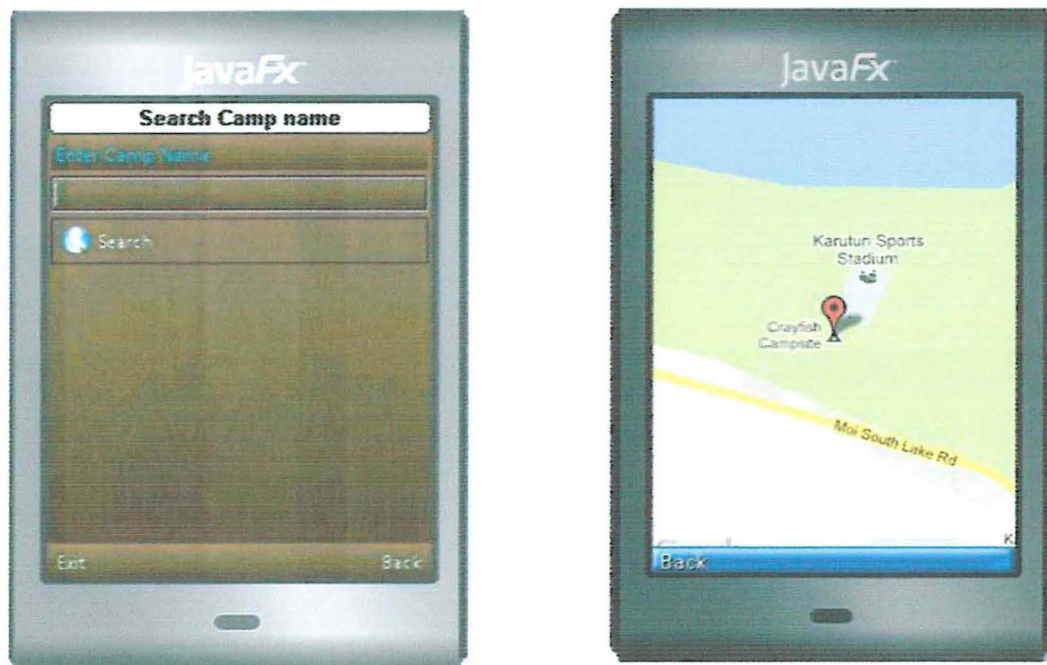 JavaFx
Search Camp name
Enter Camp Name
Search
Exit
Back
JavaFx
Karuturi Sports
Stadium
Crayfish
Campsite
Moi South Lake Rd
K
Back